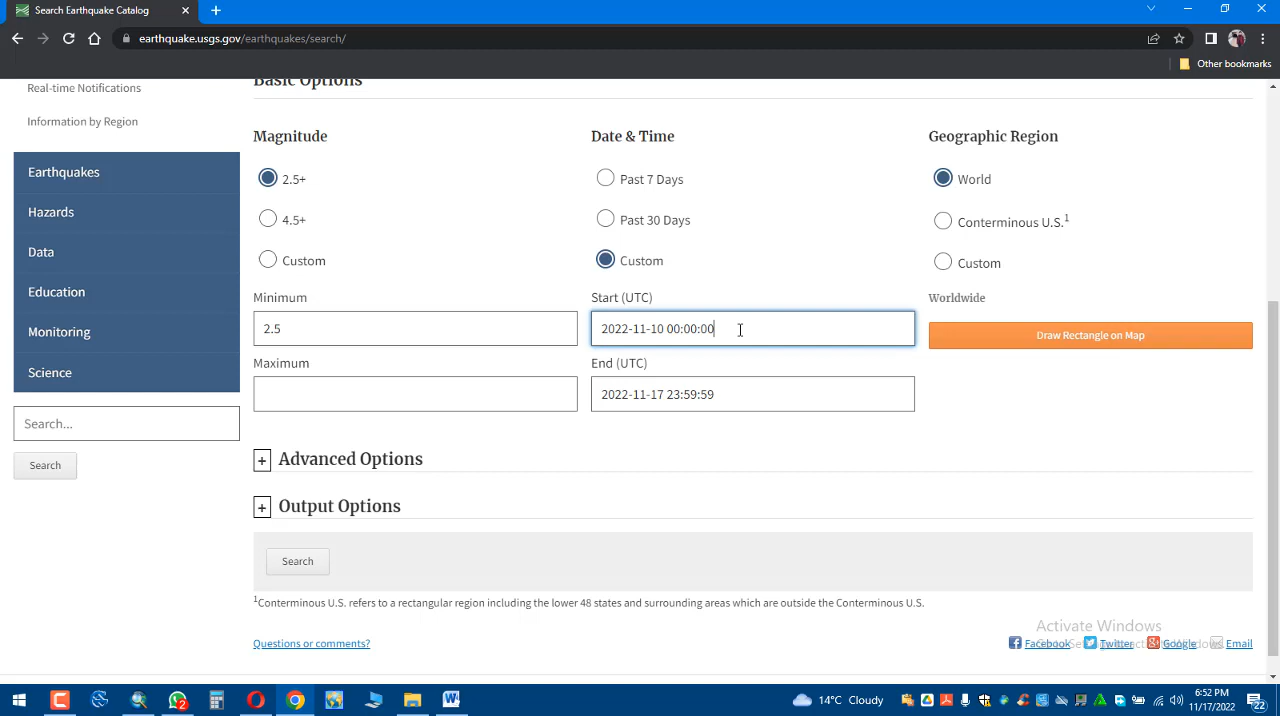 Search Earthquake Catalog
earthquake.usgs.gov/earthquakes/search/
Other bookmarks
Real-time Notifications
Information by Region
Earthquakes
Hazards
Data
Education
Monitoring
Science
Search...
Search
Basic Options
Magnitude
2.5+
4.5+
Custom
Minimum
2.5
Maximum
Date & Time
Past 7 Days
Past 30 Days
Custom
Start (UTC)
2022-11-10 00:00:00
End (UTC)
2022-11-17 23:59:59
Geographic Region
World
Conterminous U.S.1
Custom
Worldwide
Draw Rectangle on Map
+ Advanced Options
+ Output Options
Search
1Conterminous U.S. refers to a rectangular region including the lower 48 states and surrounding areas which are outside the Conterminous U.S.
Activate Windows
Questions or comments?
Facebook Twitter Google Email
2
14°C Cloudy
6:52 PM
11/17/2022
22